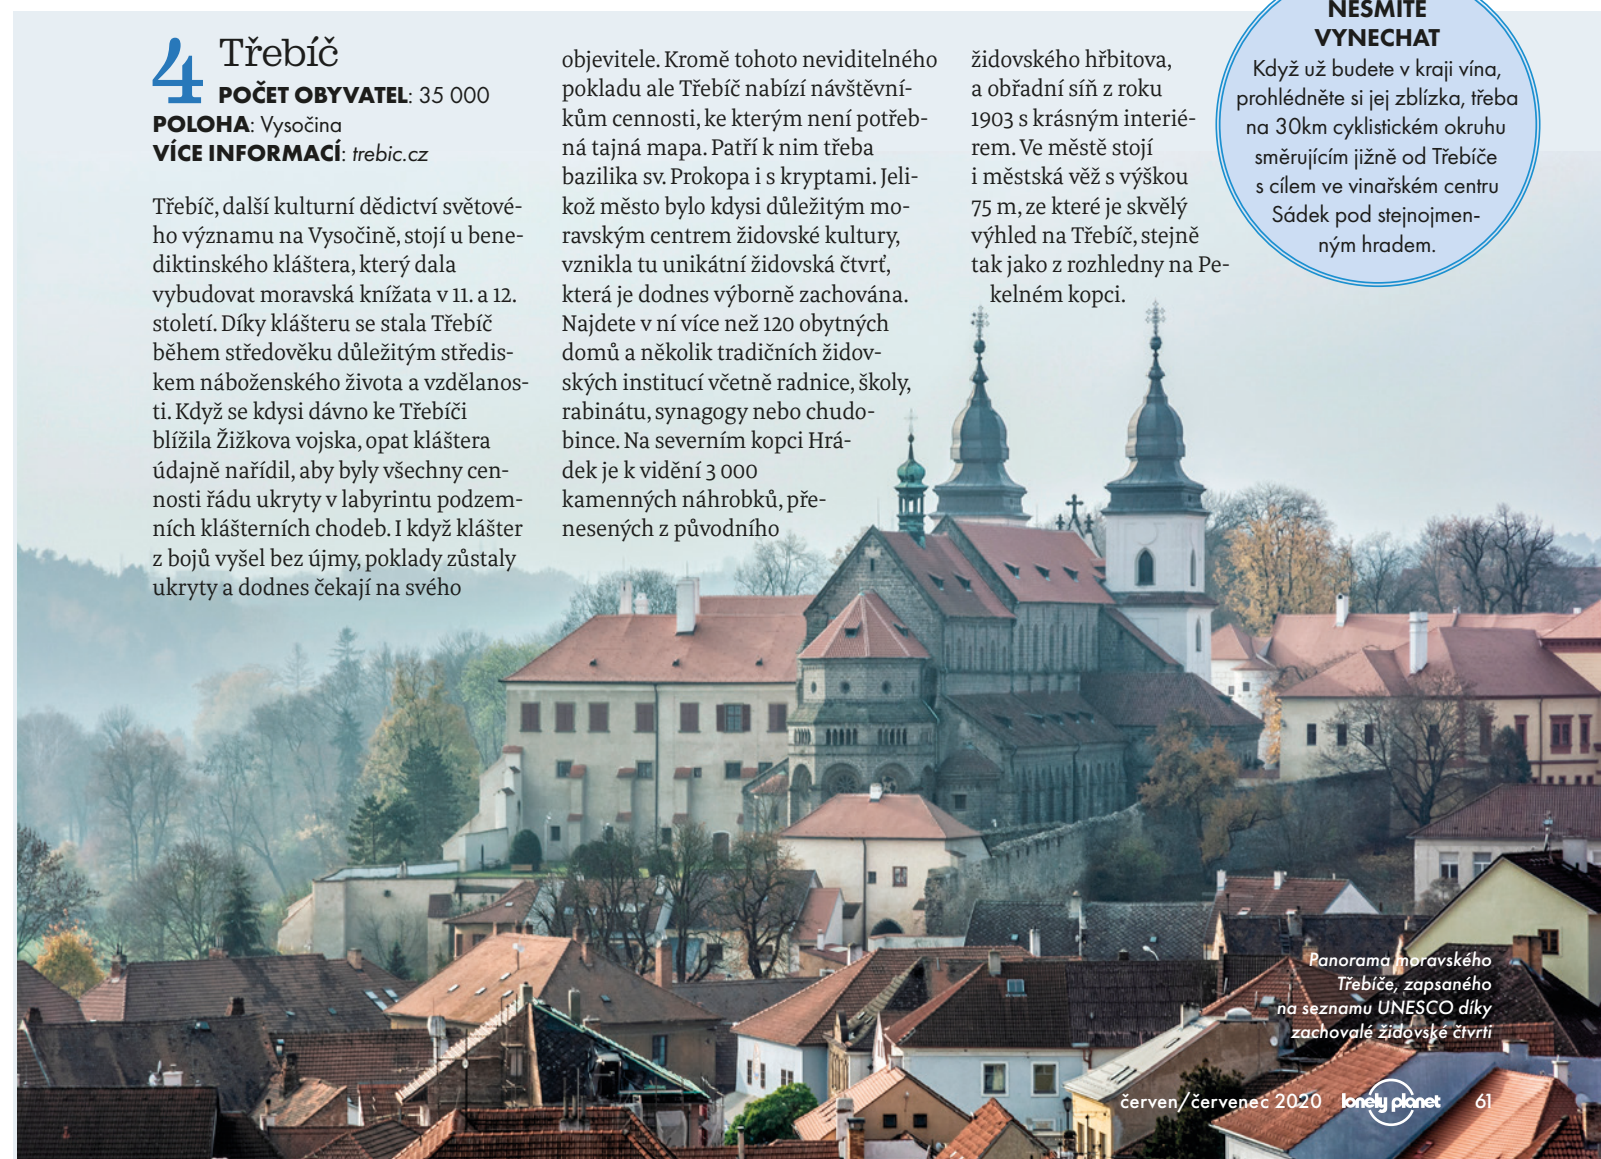 4 Třebíč
POČET OBYVATEL: 35 000
POLOHA: Vysočina
VÍCE INFORMACÍ: trebic.cz
Třebíč, další kulturní dědictví světové-
ho významu na Vysočině, stojí u bene-
diktinského kláštera, který dala
vybudovat moravská knížata v 11. a 12.
století. Díky klášteru se stala Třebíč
během středověku důležitým středis-
kem náboženského života a vzdělanos-
ti. Když se kdysi dávno ke Třebíči
blížila Žižkova vojska, opat kláštera
údajně nařídil, aby byly všechny cen-
nosti řádu ukryty v labyrintu podzem-
ních klášterních chodeb. I když klášter
z bojů vyšel bez újmy, poklady zůstaly
ukryty a dodnes čekají na svého
objevitele. Kromě tohoto neviditelného
pokladu ale Třebíč nabízí návštěvní-
kům cennosti, ke kterým není potřeb-
ná tajná mapa. Patří k nim třeba
bazilika sv. Prokopa i s kryptami. Jeli-
kož město bylo kdysi důležitým mo-
ravským centrem židovské kultury,
vznikla tu unikátní židovská čtvrť,
která je dodnes výborně zachována.
Najdete v ní více než 120 obytných
domů a několik tradičních židov-
ských institucí včetně radnice, školy,
rabinátu, synagogy nebo chudo-
bince. Na severním kopci Hrá-
dek je k vidění 3 000
kamenných náhrobků, pře-
nesených z původního
židovského hřbitova,
a obřadní síň z roku
1903 s krásným interié-
rem. Ve městě stojí
i městská věž s výškou
75 m, ze které je skvělý
výhled na Třebíč, stejně
tak jako z rozhledny na Pe-
kelném kopci.
NESMÍTE
VYNECHAT
Když už budete v kraji vína,
prohlédněte si jej zblízka, třeba
na 30km cyklistickém okruhu
směrujícím jižně od Třebíče
s cílem ve vinařském centru
Sádek pod stejnojmen-
ným hradem.
Panorama moravského
Třebíče, zapsaného
na seznamu UNESCO díky
zachovalé židovské čtvrti
červen/červenec 2020 lonely planet 61